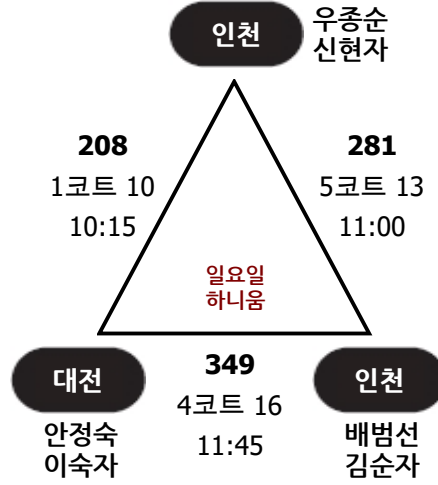 인천
우종순
신현자
208
1코트 10
10:15
281
5코트 13
11:00
일요일
하니움
대전
안정숙
이숙자
349
4코트 16
11:45
인천
배범선
김순자